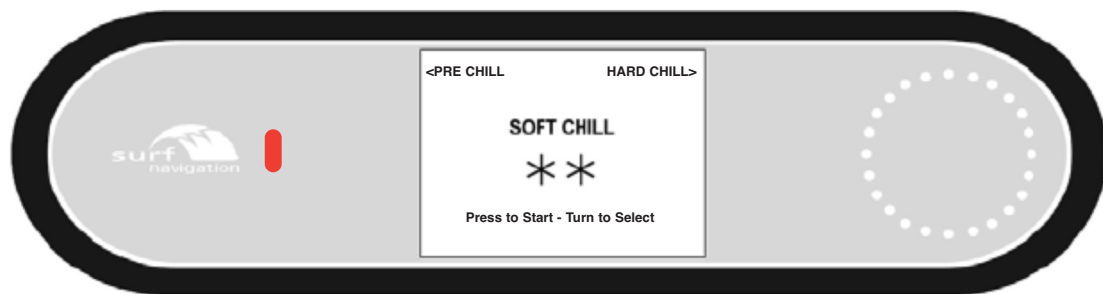 surf
navigation
<PRE CHILL HARD CHILL>
SOFT CHILL
**
Press to Start - Turn to Select